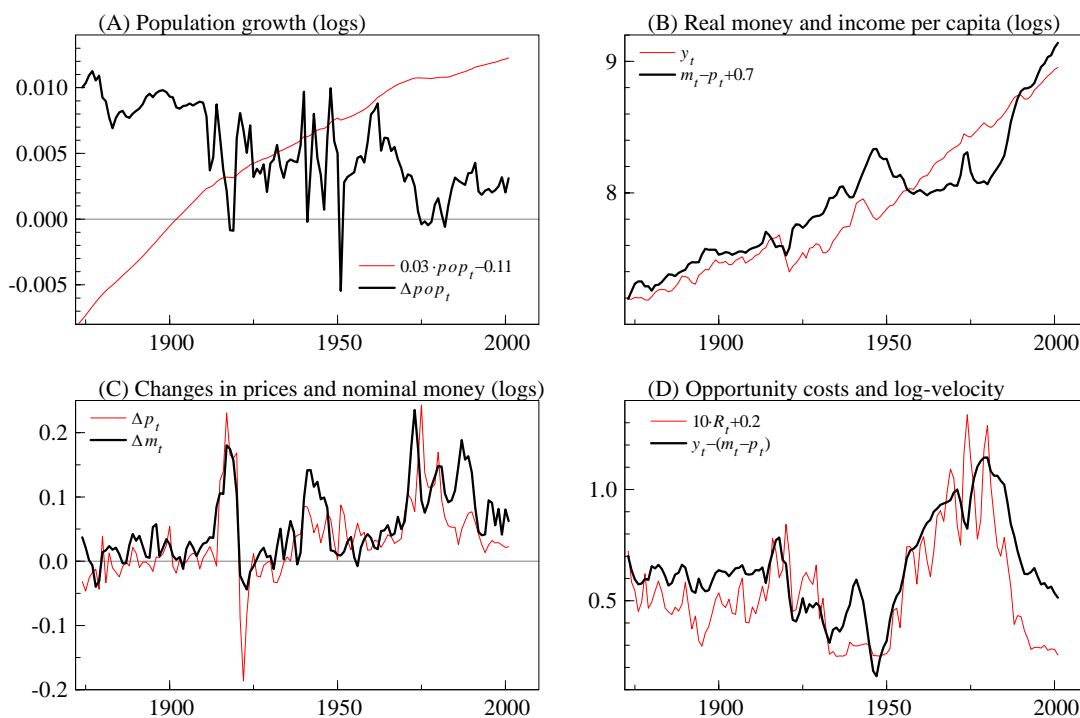 (A) Population growth (logs)
0.010
0.005
0.000
-0.005
0.03·pop_t−0.11
Δpop_t
1900
1950
2000
(B) Real money and income per capita (logs)
9
8
y_t
m_t−p_t+0.7
1900
1950
2000
(C) Changes in prices and nominal money (logs)
0.2
0.1
0.0
-0.1
-0.2
Δp_t
Δm_t
1900
1950
2000
(D) Opportunity costs and log-velocity
1.0
0.5
10·R_t+0.2
y_t−(m_t−p_t)
1900
1950
2000